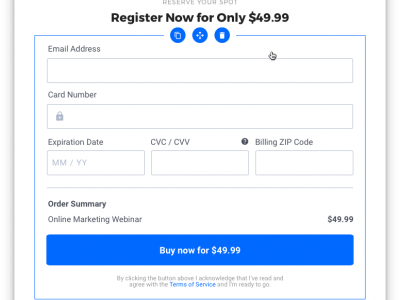 RESERVE YOUR SPOT
Register Now for Only $49.99
Email Address
Card Number
Expiration Date CVC / CVV ? Billing ZIP Code
MM / YY
Order Summary
Online Marketing Webinar $49.99
Buy now for $49.99
By clicking the button above I acknowledge that I've read and
agree with the Terms of Service and I'm ready to go.